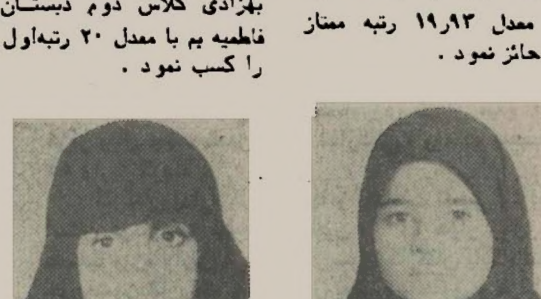 معدل ۱۹٫۹۳ رتبه ممتاز
حائز نمود .
بهزادی کلاس دوم دبستان
فاطمیه بم با معدل ۲۰ رتبه‌اول
را کسب نمود .